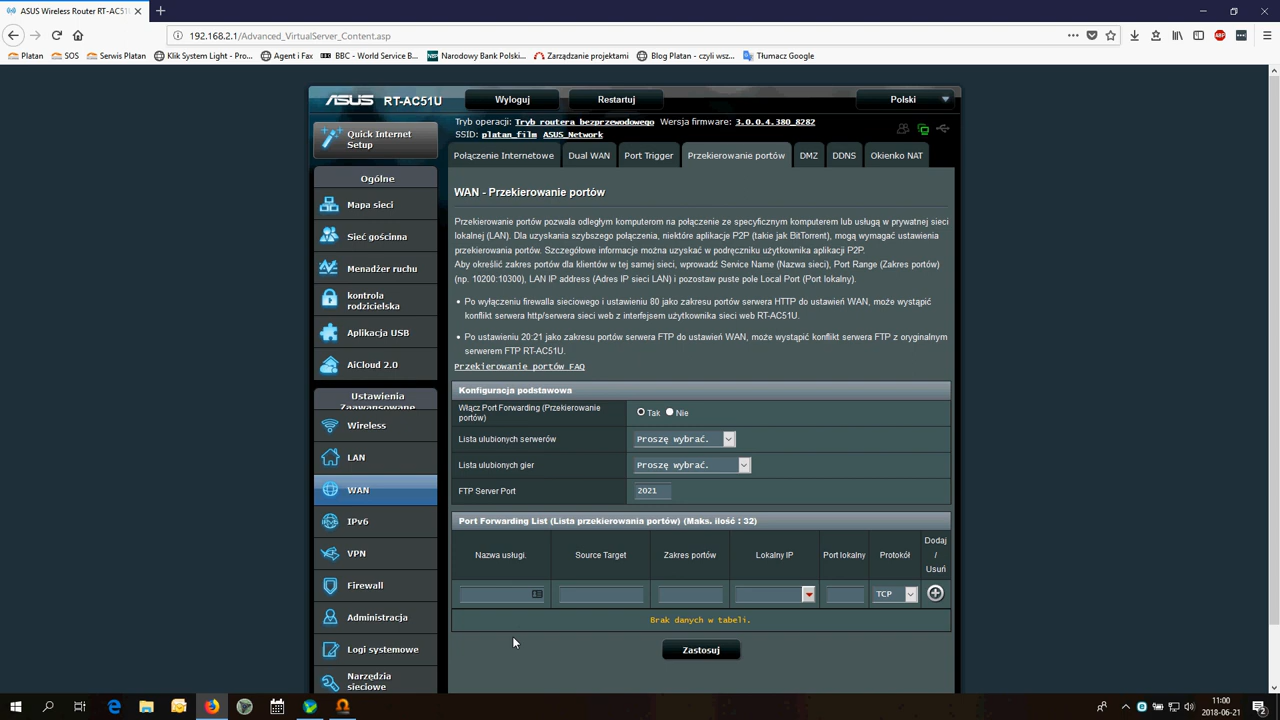 ASUS Wireless Router RT-AC51U
192.168.2.1/Advanced_VirtualServer_Content.asp
Platan
SOS
Serwis Platan
Klik System Light - Pro...
Agent i Fax
BBC - World Service B...
Narodowy Bank Polski...
Zarządzanie projektami
Blog Platan - czyli wsz...
Tłumacz Google
ASUS RT-AC51U
Wyloguj
Restartuj
Polski
Quick Internet
Setup
Tryb operacji: Tryb routera bezprzewodowego Wersja firmware: 3.0.0.4.380_8282
SSID: platan_film ASUS_Network
Połączenie Internetowe
Dual WAN
Port Trigger
Przekierowanie portów
DMZ
DDNS
Okienko NAT
Ogólne
Mapa sieci
Sieć gościnna
Menadżer ruchu
kontrola
rodzicielska
Aplikacja USB
AiCloud 2.0
Ustawienia
Zaawansowane
Wireless
LAN
WAN
IPv6
VPN
Firewall
Administracja
Logi systemowe
Narzędzia
sieciowe
WAN - Przekierowanie portów
Przekierowanie portów pozwala odległym komputerom na połączenie ze specyficznym komputerem lub usługą w prywatnej sieci
lokalnej (LAN). Dla uzyskania szybszego połączenia, niektóre aplikacje P2P (takie jak BitTorrent), mogą wymagać ustawienia
przekierowania portów. Szczegółowe informacje można uzyskać w podręczniku użytkownika aplikacji P2P.
Aby określić zakres portów dla klientów w tej samej sieci, wprowadź Service Name (Nazwa sieci), Port Range (Zakres portów)
(np. 10200:10300), LAN IP address (Adres IP sieci LAN) i pozostaw puste pole Local Port (Port lokalny).
• Po wyłączeniu firewalla sieciowego i ustawieniu 80 jako zakresu portów serwera HTTP do ustawień WAN, może wystąpić
konflikt serwera http/serwera sieci web z interfejsem użytkownika sieci web RT-AC51U.
• Po ustawieniu 20:21 jako zakresu portów serwera FTP do ustawień WAN, może wystąpić konflikt serwera FTP z oryginalnym
serwerem FTP RT-AC51U.
Przekierowanie portów FAQ
Konfiguracja podstawowa
Włącz Port Forwarding (Przekierowanie
portów)
Tak Nie
Lista ulubionych serwerów
Proszę wybrać.
Lista ulubionych gier
Proszę wybrać.
FTP Server Port
2021
Port Forwarding List (Lista przekierowania portów) (Maks. ilość : 32)
Nazwa usługi.
Source Target
Zakres portów
Lokalny IP
Port lokalny
Protokół
Dodaj
/
Usuń
TCP
Brak danych w tabeli.
Zastosuj
11:00
2018-06-21
2